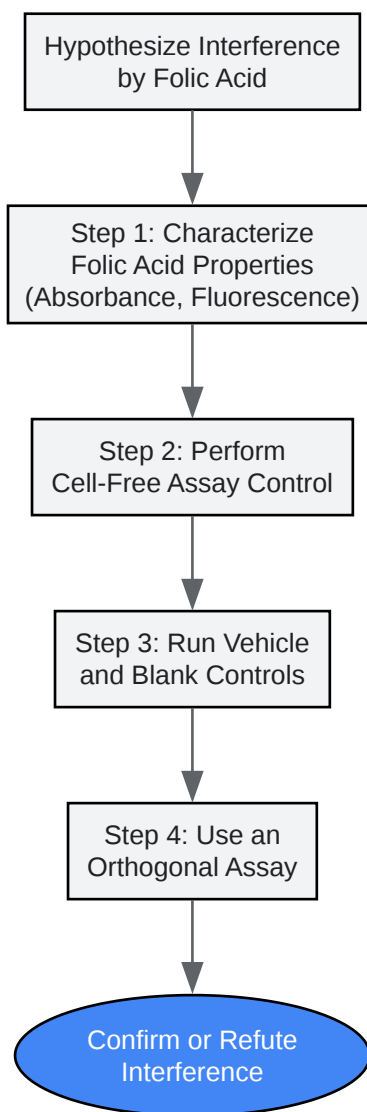 Hypothesize Interference
by Folic Acid
Step 1: Characterize
Folic Acid Properties
(Absorbance, Fluorescence)
Step 2: Perform
Cell-Free Assay Control
Step 3: Run Vehicle
and Blank Controls
Step 4: Use an
Orthogonal Assay
Confirm or Refute
Interference